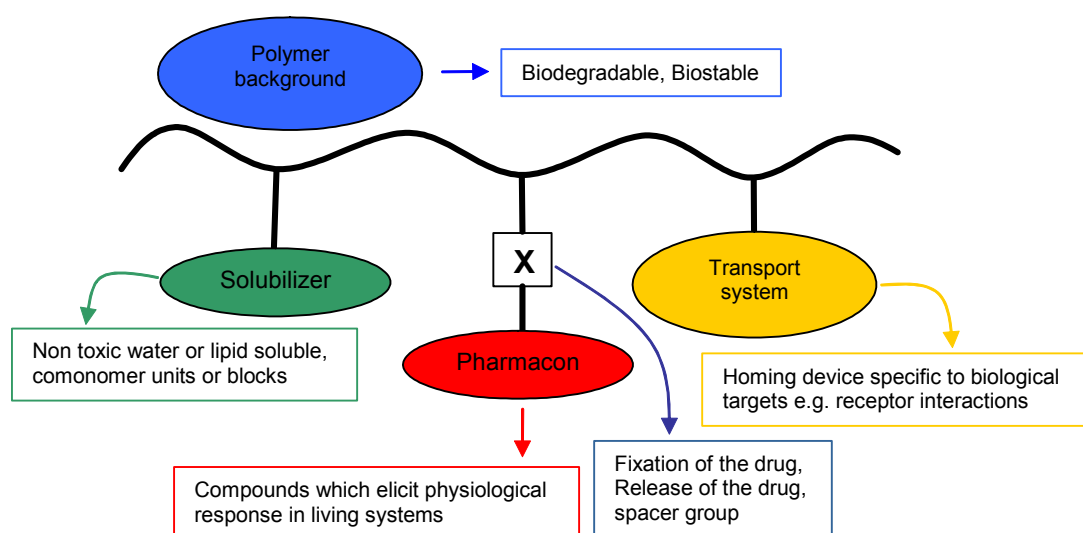 Polymer
background
Biodegradable, Biostable
Solubilizer
X
Transport
system
Non toxic water or lipid soluble,
comonomer units or blocks
Pharmacon
Homing device specific to biological
targets e.g. receptor interactions
Compounds which elicit physiological
response in living systems
Fixation of the drug,
Release of the drug,
spacer group